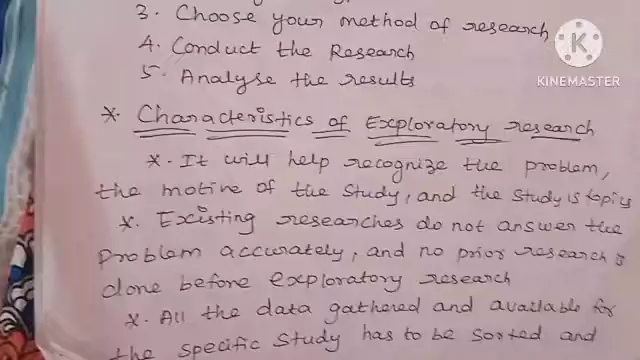 3. Choose your method of research
4. Conduct the Research
5. Analyse the results
*. Characteristics of Exploratory research
*. It will help recognize the problem,
the motive of the study, and the study is
*. Existing researches do not answer the
problem accurately, and no prior research is
done before exploratory research
*. All the data gathered and available for
the specific study has to be sorted and
K
KINEMASTER